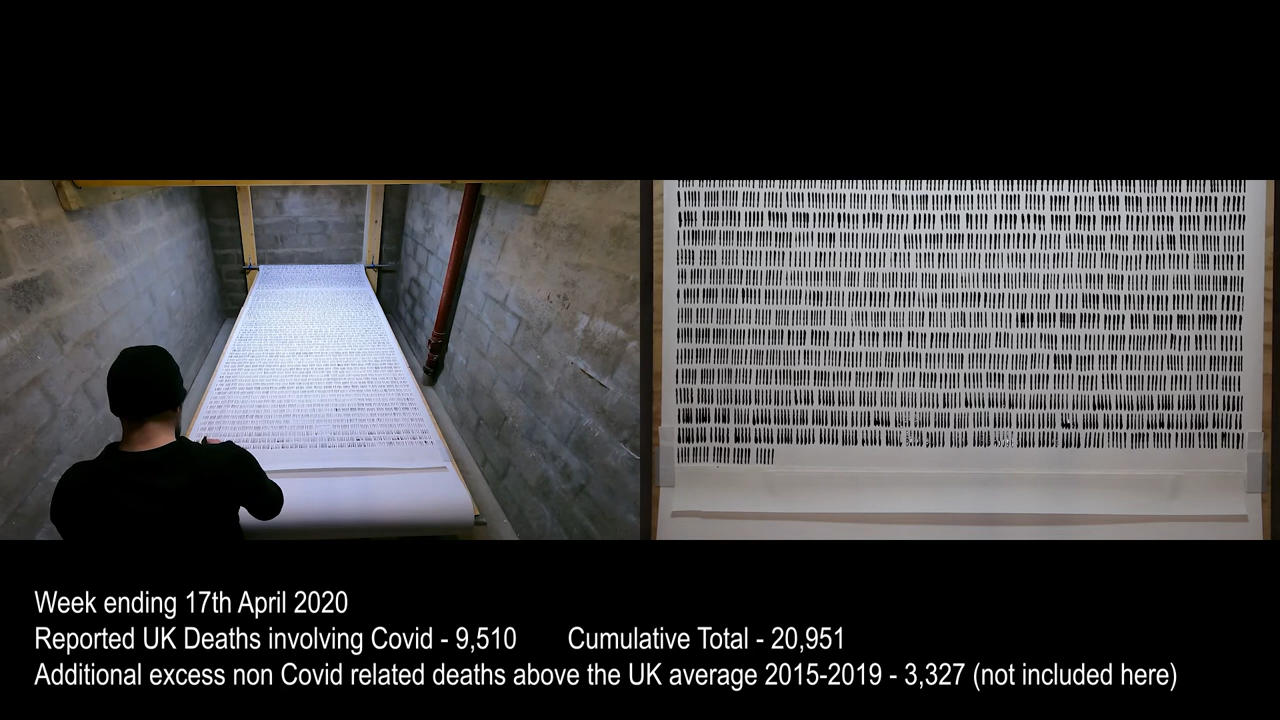 Week ending 17th April 2020
Reported UK Deaths involving Covid - 9,510 Cumulative Total - 20,951
Additional excess non Covid related deaths above the UK average 2015-2019 - 3,327 (not included here)